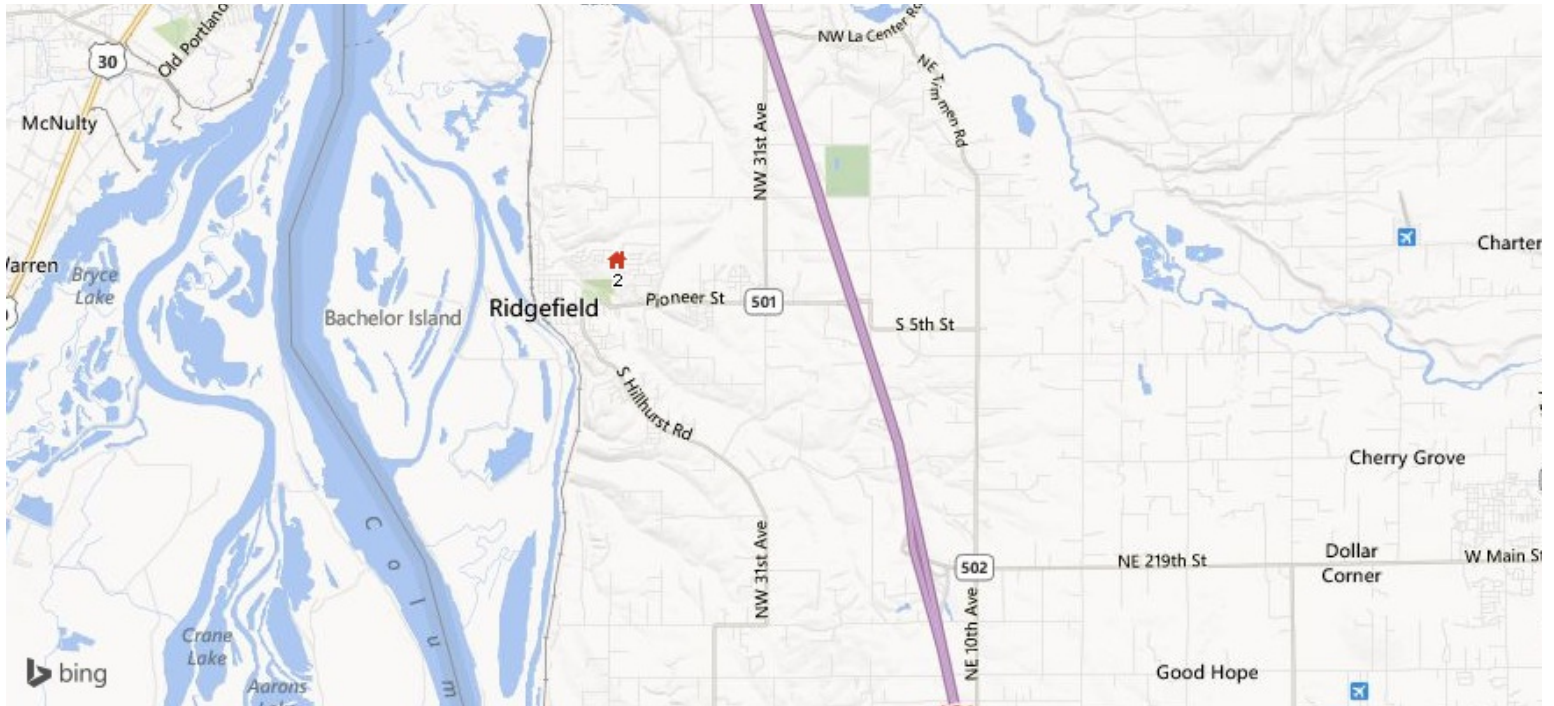 Old Portland
NW La Center Rd
30
NE Timmen Rd
McNulty
NW 31st Ave
Charter
Warren
Bryce
Lake
2
Ridgefield
Pioneer St
501
Bachelor Island
S 5th St
S Hillhurst Rd
Cherry Grove
Colum
NW 31st Ave
502
NE 219th St
Dollar
Corner
W Main St
NE 10th Ave
Crane
Lake
Good Hope
bing
Aarons